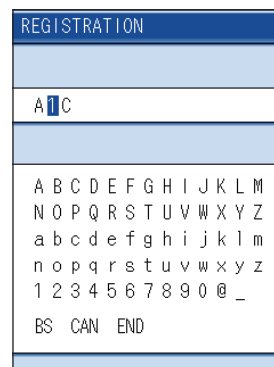 REGISTRATION
A1C
A B C D E F G H I J K L M
N O P Q R S T U V W X Y Z
a b c d e f g h i j k l m
n o p q r s t u v w x y z
1 2 3 4 5 6 7 8 9 0 @ _
BS CAN END